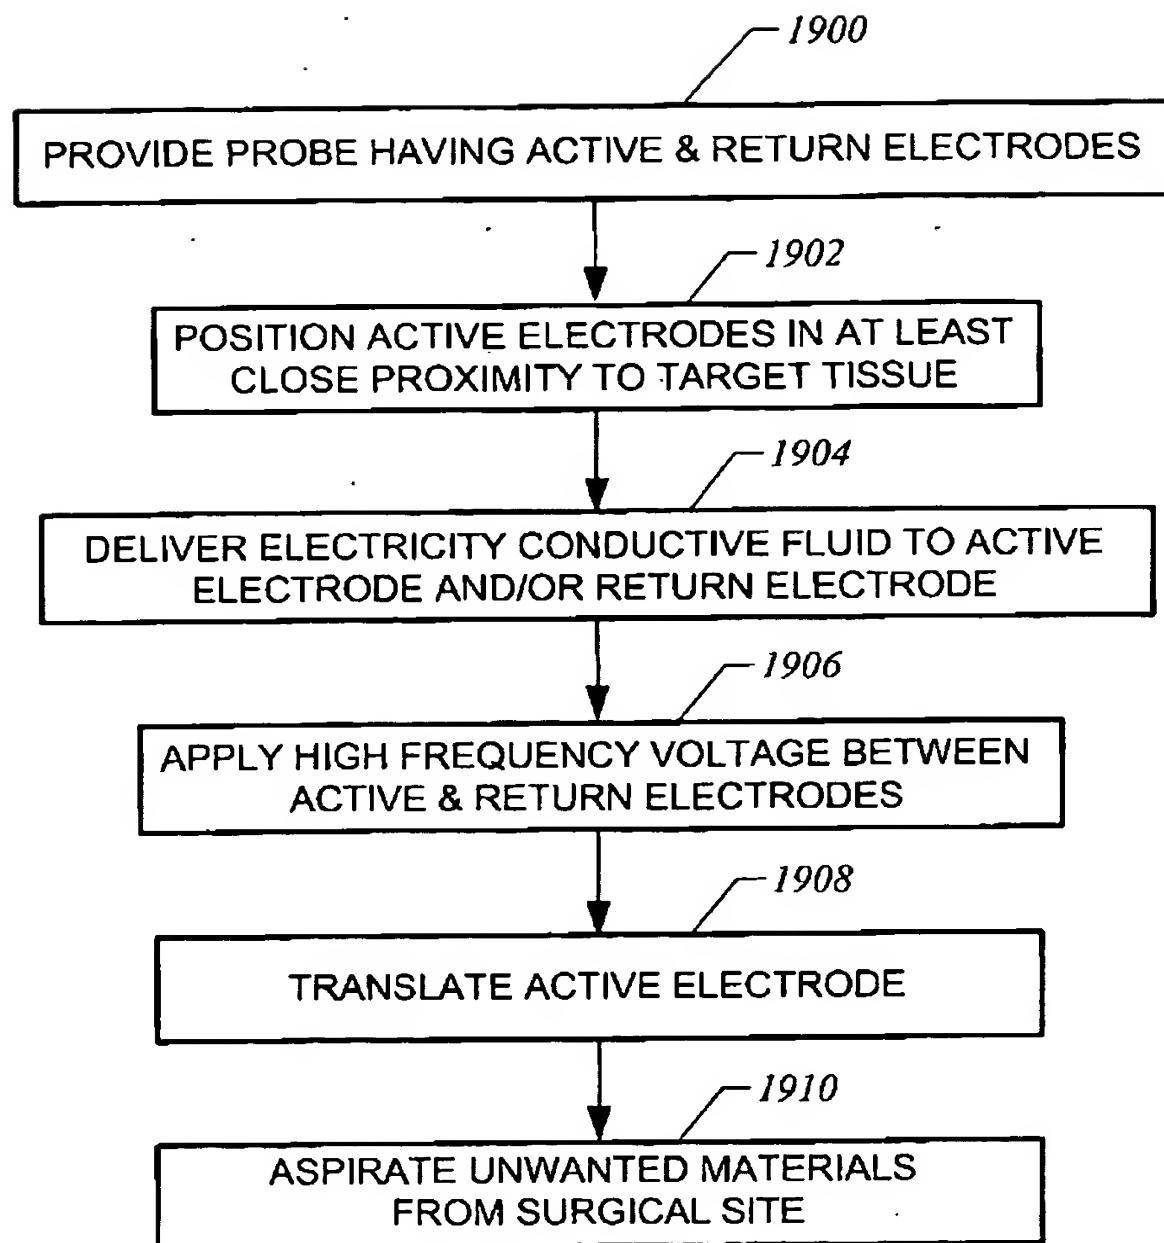 1900
PROVIDE PROBE HAVING ACTIVE & RETURN ELECTRODES
1902
POSITION ACTIVE ELECTRODES IN AT LEAST
CLOSE PROXIMITY TO TARGET TISSUE
1904
DELIVER ELECTRICITY CONDUCTIVE FLUID TO ACTIVE
ELECTRODE AND/OR RETURN ELECTRODE
1906
APPLY HIGH FREQUENCY VOLTAGE BETWEEN
ACTIVE & RETURN ELECTRODES
1908
TRANSLATE ACTIVE ELECTRODE
1910
ASPIRATE UNWANTED MATERIALS
FROM SURGICAL SITE